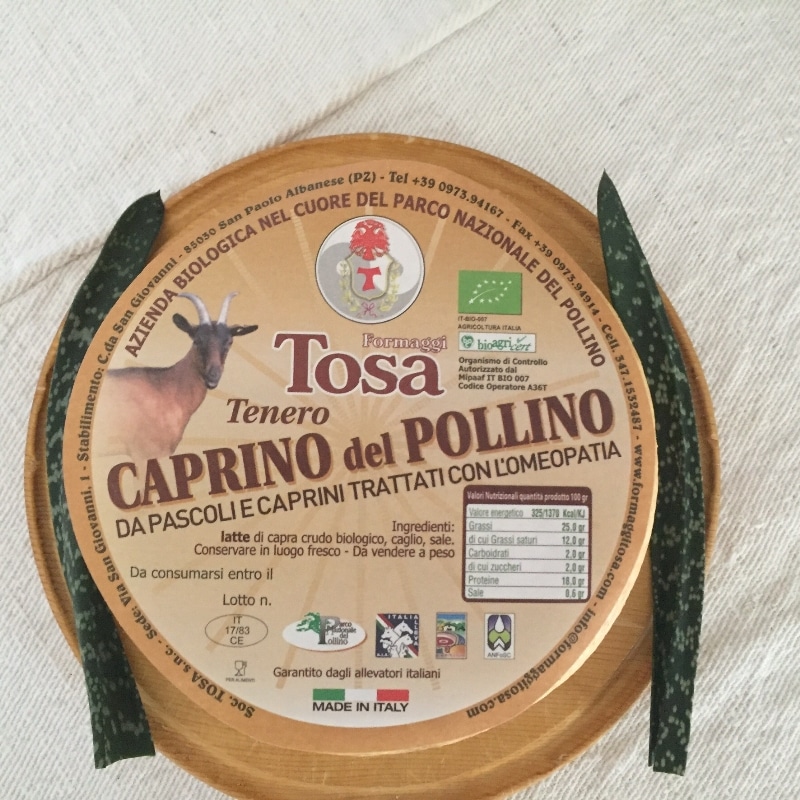 Soc. TOSA s.n.c. - Sede: Via San Giovanni, 1 - Stabilimento: C.da San Giovanni - 85030 San Paolo Albanese (PZ) - Tel +39 0973.94167 - Fax +39 0973.94914 - Cell. 347.1532487 - www.formaggitosa.com - info@formaggitosa.com
AZIENDA BIOLOGICA NEL CUORE DEL PARCO NAZIONALE DEL POLLINO
IT-BIO-007
AGRICOLTURA ITALIA
bioagricert
Organismo di Controllo
Autorizzato dal
Mipaaf IT BIO 007
Codice Operatore A36T
Formaggi
Tosa
Tenero
CAPRINO del POLLINO
DA PASCOLI E CAPRINI TRATTATI CON L'OMEOPATIA
Ingredienti:
latte di capra crudo biologico, caglio, sale.
Conservare in luogo fresco - Da vendere a peso
Da consumarsi entro il
Lotto n.
Valori Nutrizionali quantità prodotto 100 gr
Valore energetico 325/1370 Kcal/KJ
Grassi 25,0 gr
di cui Grassi saturi 12,0 gr
Carboidrati 2,0 gr
di cui zuccheri 2,0 gr
Proteine 18,0 gr
Sale 0,6 gr
IT
17/83
CE
Parco
Nazionale
del
Pollino
ITALIA
ANFoSC
PER ALIMENTI
Garantito dagli allevatori italiani
MADE IN ITALY